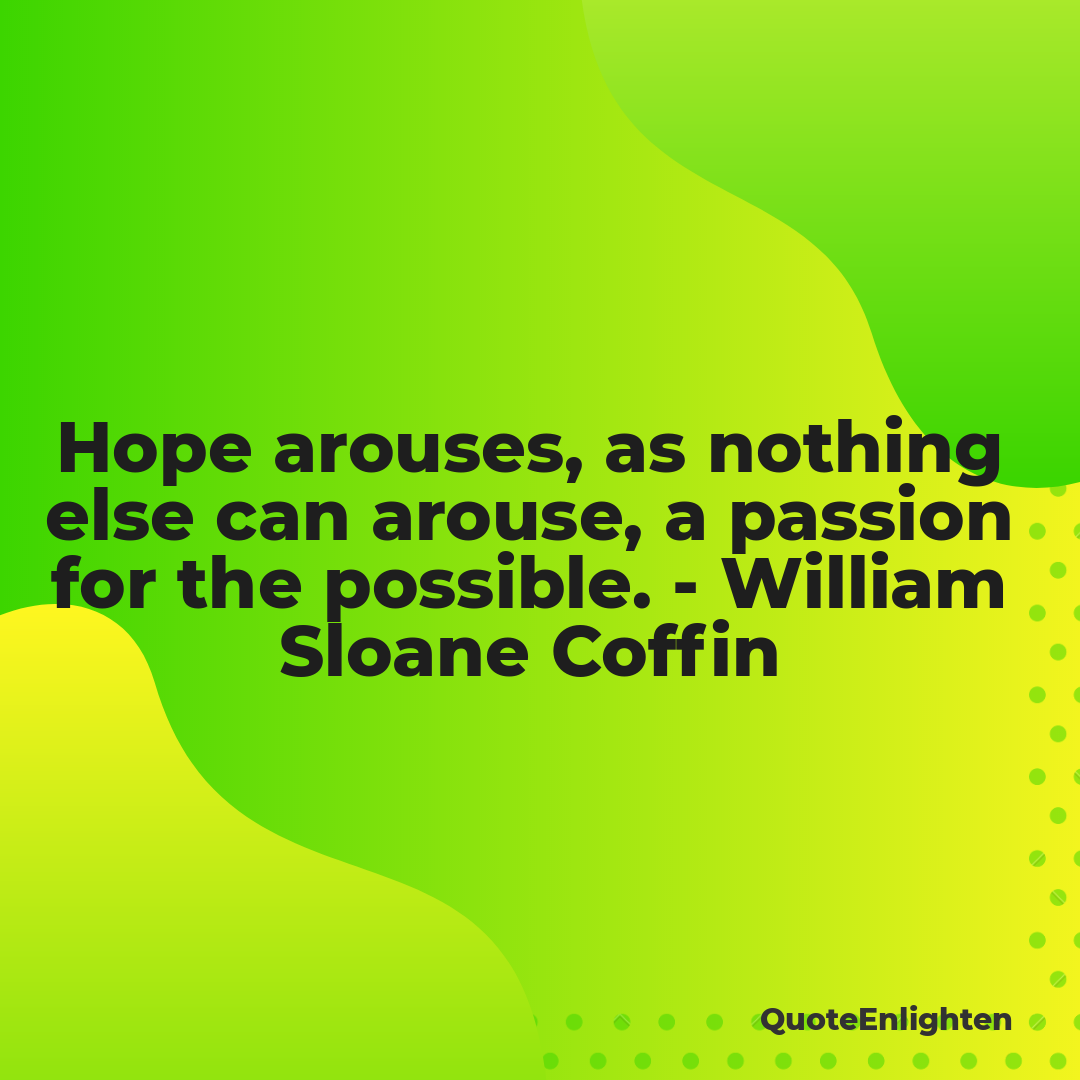 Hope arouses, as nothing
else can arouse, a passion
for the possible. - William
Sloane Coffin
QuoteEnlighten